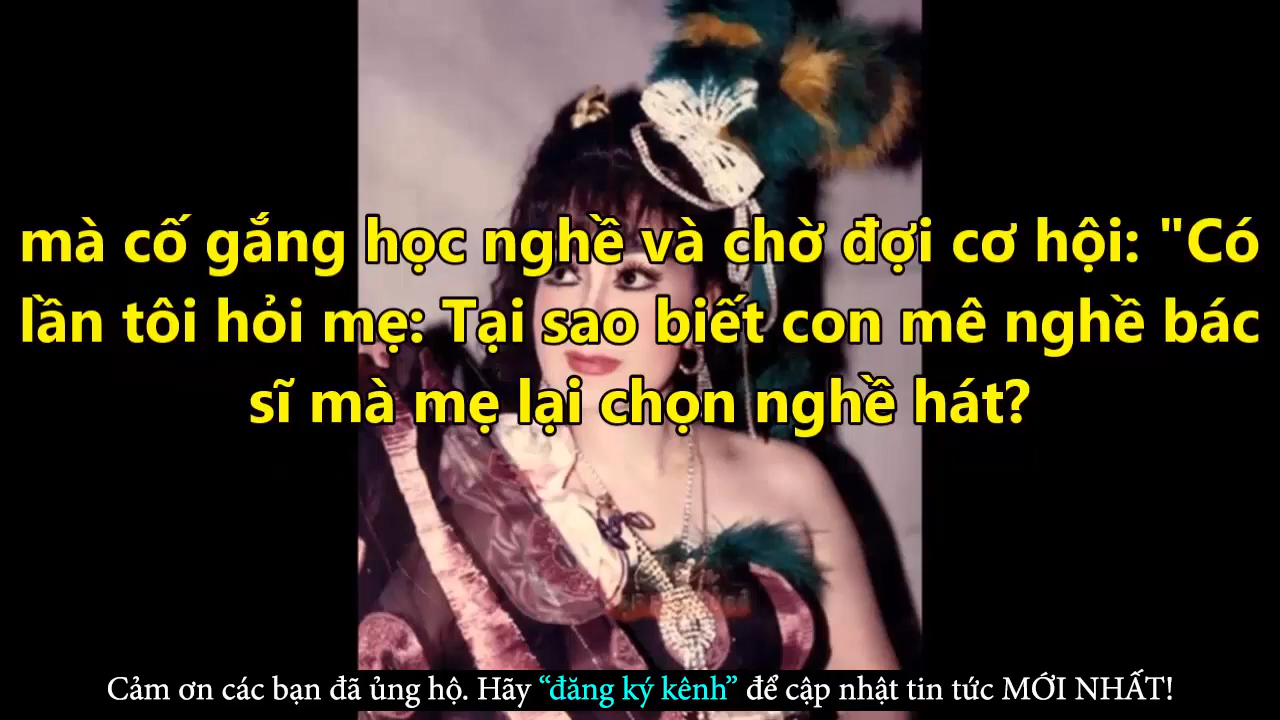 mà cố gắng học nghề và chờ đợi cơ hội: "Có
lần tôi hỏi mẹ: Tại sao biết con mê nghề bác
sĩ mà mẹ lại chọn nghề hát?
Cảm ơn các bạn đã ủng hộ. Hãy “đăng ký kênh” để cập nhật tin tức MỚI NHẤT!